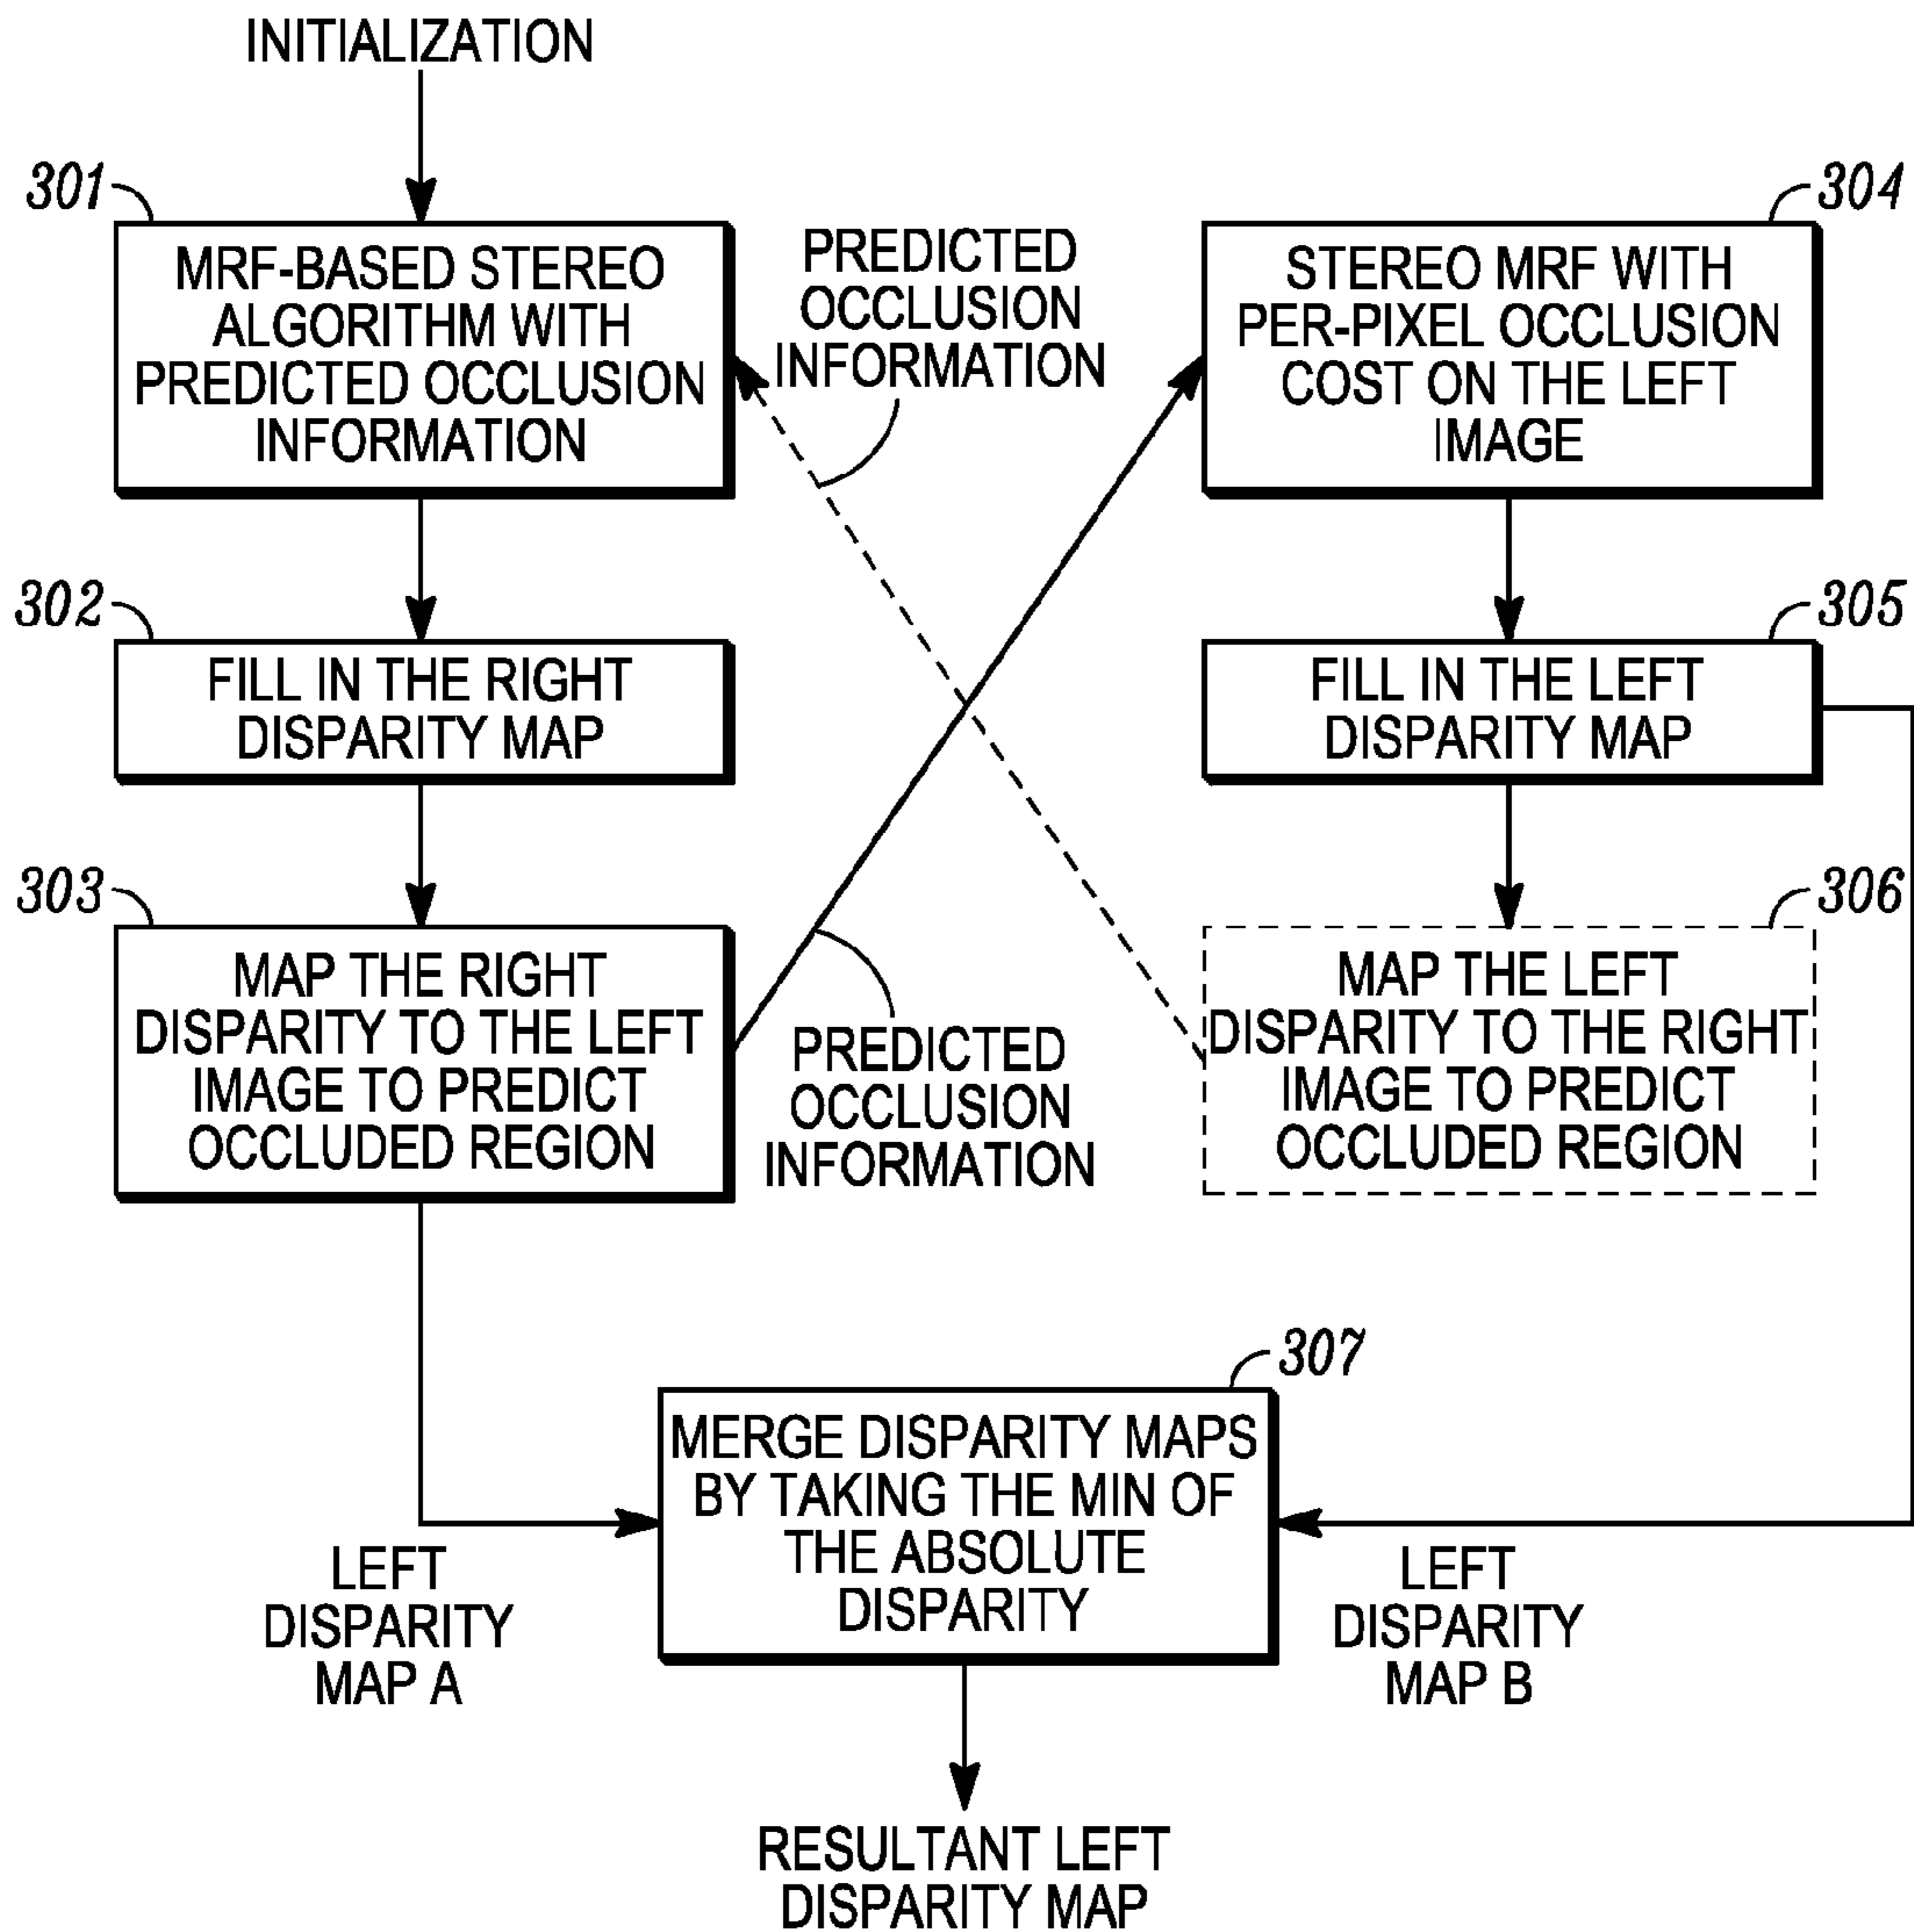 INITIALIZATION
301
MRF-BASED STEREO
ALGORITHM WITH
PREDICTED OCCLUSION
INFORMATION
PREDICTED
OCCLUSION
INFORMATION
304
STEREO MRF WITH
PER-PIXEL OCCLUSION
COST ON THE LEFT
IMAGE
302
FILL IN THE RIGHT
DISPARITY MAP
305
FILL IN THE LEFT
DISPARITY MAP
303
MAP THE RIGHT
DISPARITY TO THE LEFT
IMAGE TO PREDICT
OCCLUDED REGION
PREDICTED
OCCLUSION
INFORMATION
306
MAP THE LEFT
DISPARITY TO THE RIGHT
IMAGE TO PREDICT
OCCLUDED REGION
307
MERGE DISPARITY MAPS
BY TAKING THE MIN OF
THE ABSOLUTE
DISPARITY
LEFT
DISPARITY
MAP A
LEFT
DISPARITY
MAP B
RESULTANT LEFT
DISPARITY MAP